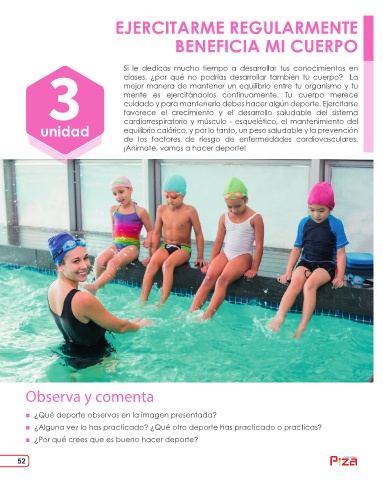 EJERCITARME REGULARMENTE
BENEFICIA MI CUERPO
Si le dedicas mucho tiempo a desarrollar tus conocimientos en
clases, ¿por qué no podrías desarrollar también tu cuerpo? La
mejor manera de mantener un equilibrio entre tu organismo y tu
mente es ejercitándolos continuamente. Tu cuerpo merece
cuidado y para mantenerlo debes hacer algún deporte. Ejercitarse
favorece el crecimiento y el desarrollo saludable del sistema
cardiorrespiratorio y músculo - esquelético, el mantenimiento del
equilibrio calórico, y por lo tanto, un peso saludable y la prevención
de los factores de riesgo de enfermedades cardiovasculares.
¡Anímate, vamos a hacer deporte!
3
unidad
Observa y comenta
¿Qué deporte observas en la imagen presentada?
¿Alguna vez lo has practicado? ¿Qué otro deporte has practicado o practicas?
¿Por qué crees que es bueno hacer deporte?
52
P:za